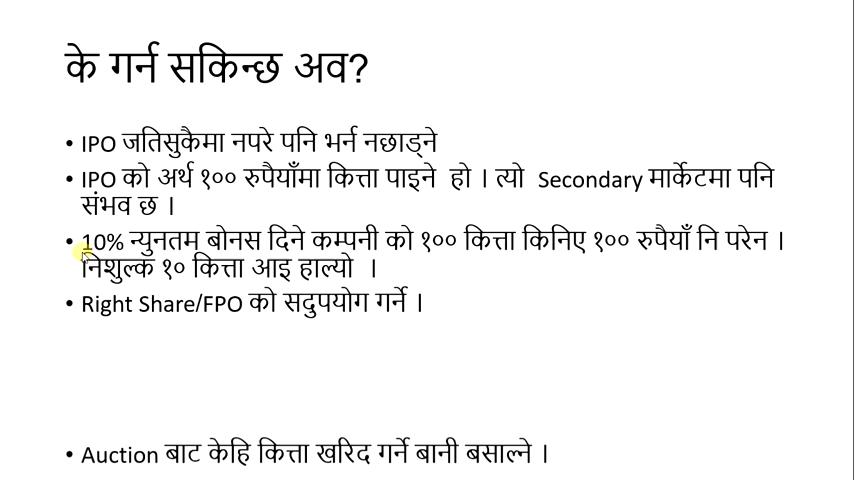 के गर्न सकिन्छ अव?
• IPO जतिसुकैमा नपरे पनि भर्न नछाड्ने
• IPO को अर्थ १०० रुपैयाँमा कित्ता पाइने हो । त्यो Secondary मार्केटमा पनि
संभव छ ।
• 10% न्युनतम बोनस दिने कम्पनी को १०० कित्ता किनिए १०० रुपैयाँ नि परेन ।
निशुल्क १० कित्ता आइ हाल्यो ।
• Right Share/FPO को सदुपयोग गर्ने ।
• Auction बाट केहि कित्ता खरिद गर्ने बानी बसाल्ने ।